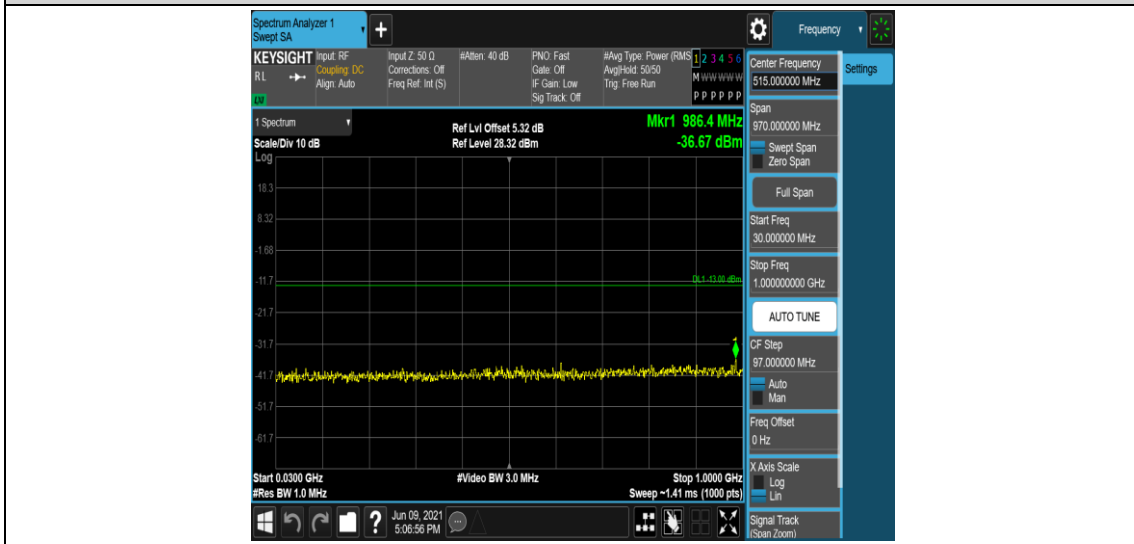 Spectrum Analyzer 1
Swept SA
+
Frequency
KEYSIGHT
RL
Input: RF
Coupling: DC
Align: Auto
Input Z: 50 Ω
Corrections: Off
Freq Ref: Int (S)
#Atten: 40 dB
PNO: Fast
Gate: Off
IF Gain: Low
Sig Track: Off
#Avg Type: Power (RMS
Avg|Hold: 50/50
Trig: Free Run
1 2 3 4 5 6
M W W W W W
P P P P P P
1 Spectrum
Scale/Div 10 dB
Log
Ref Lvl Offset 5.32 dB
Ref Level 28.32 dBm
Mkr1 986.4 MHz
-36.67 dBm
18.3
8.32
-1.68
-11.7
-21.7
-31.7
-41.7
-51.7
-61.7
DL1 -13.00 dBm
1
Start 0.0300 GHz
#Res BW 1.0 MHz
#Video BW 3.0 MHz
Stop 1.0000 GHz
Sweep ~1.41 ms (1000 pts)
?
Jun 09, 2021
5:06:56 PM
Center Frequency
515.000000 MHz
Settings
Span
970.000000 MHz
Swept Span
Zero Span
Full Span
Start Freq
30.000000 MHz
Stop Freq
1.000000000 GHz
AUTO TUNE
CF Step
97.000000 MHz
Auto
Man
Freq Offset
0 Hz
X Axis Scale
Log
Lin
Signal Track
(Span Zoom)